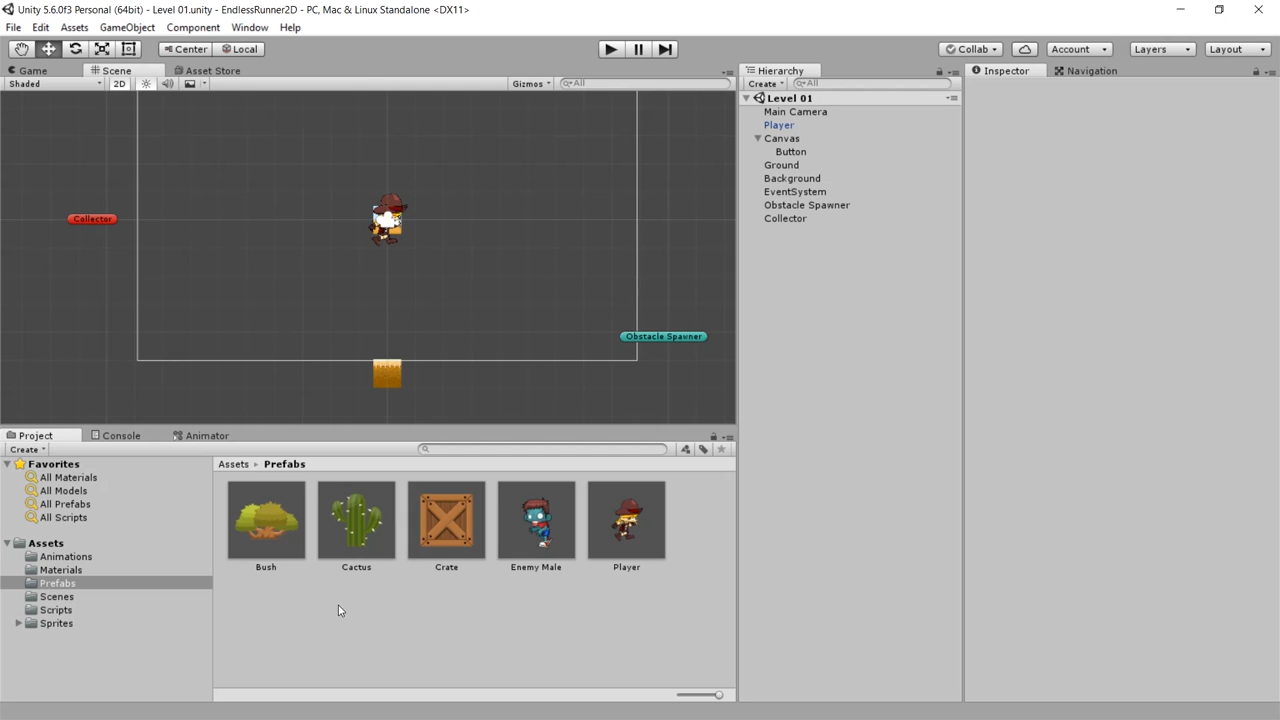 Unity 5.6.0f3 Personal (64bit) - Level 01.unity - EndlessRunner2D - PC, Mac & Linux Standalone <DX11>
File Edit Assets GameObject Component Window Help
Center Local Collab Account Layers Layout
Game Scene Asset Store Hierarchy Inspector Navigation
Shaded 2D Gizmos All Create All
Level 01
Main Camera
Player
Canvas
Button
Ground
Background
EventSystem
Obstacle Spawner
Collector
Collector
Obstacle Spawner
Project Console Animator
Create
Favorites
All Materials
All Models
All Prefabs
All Scripts
Assets
Animations
Materials
Prefabs
Scenes
Scripts
Sprites
Assets Prefabs
Bush Cactus Crate Enemy Male Player